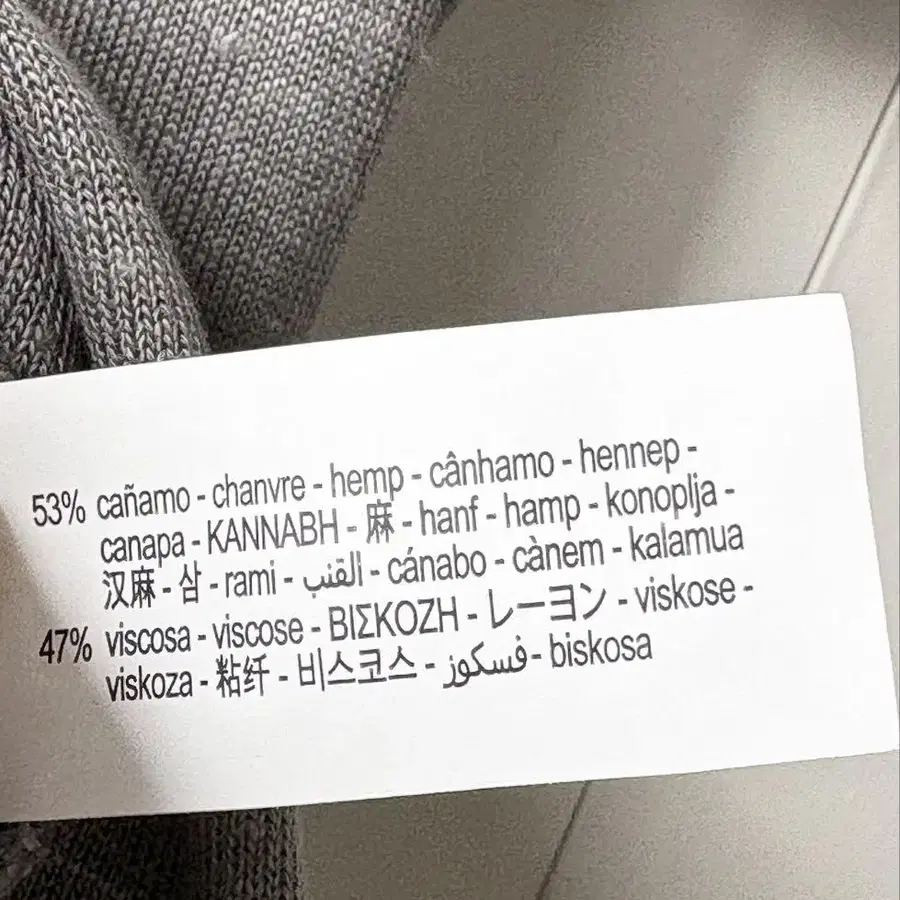 53% cañamo - chanvre - hemp - cânhamo - hennep -
canapa - KANNABH - 麻 - hanf - hamp - konoplja -
汉麻 - 삼 - rami - القنب - cánabo - cànem - kalamua
47% viscosa - viscose - ΒΙΣΚΟΖΗ - レーヨン - viskose -
viskoza - 粘纤 - 비스코스 - فسكوز - biskosa